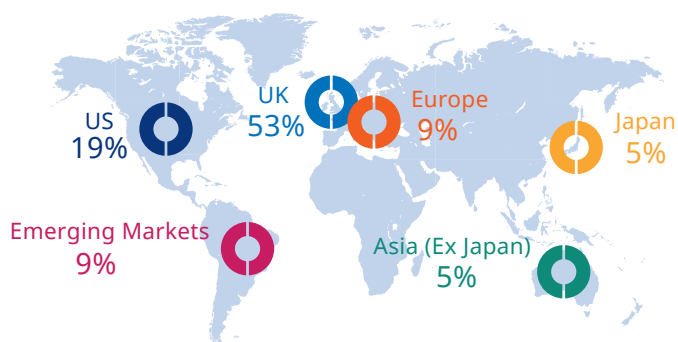 US
19%
UK
53%
Europe
9%
Japan
5%
Emerging Markets
9%
Asia (Ex Japan)
5%